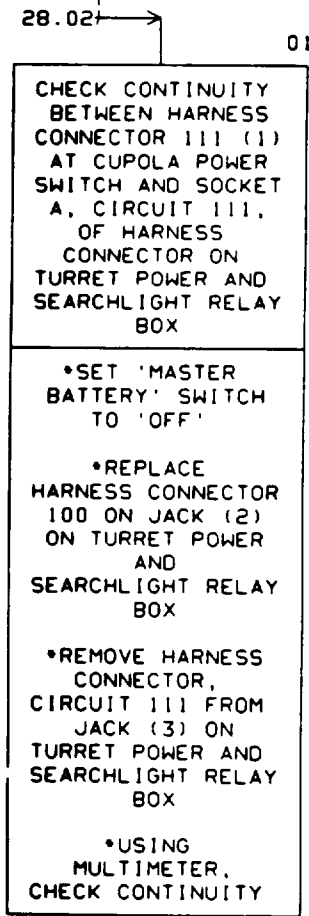 28.02
01
CHECK CONTINUITY
BETWEEN HARNESS
CONNECTOR 111 (1)
AT CUPOLA POWER
SWITCH AND SOCKET
A, CIRCUIT 111,
OF HARNESS
CONNECTOR ON
TURRET POWER AND
SEARCHLIGHT RELAY
BOX
•SET 'MASTER
BATTERY' SWITCH
TO 'OFF'
•REPLACE
HARNESS CONNECTOR
100 ON JACK (2)
ON TURRET POWER
AND
SEARCHLIGHT RELAY
BOX
•REMOVE HARNESS
CONNECTOR,
CIRCUIT 111 FROM
JACK (3) ON
TURRET POWER AND
SEARCHLIGHT RELAY
BOX
•USING
MULTIMETER,
CHECK CONTINUITY